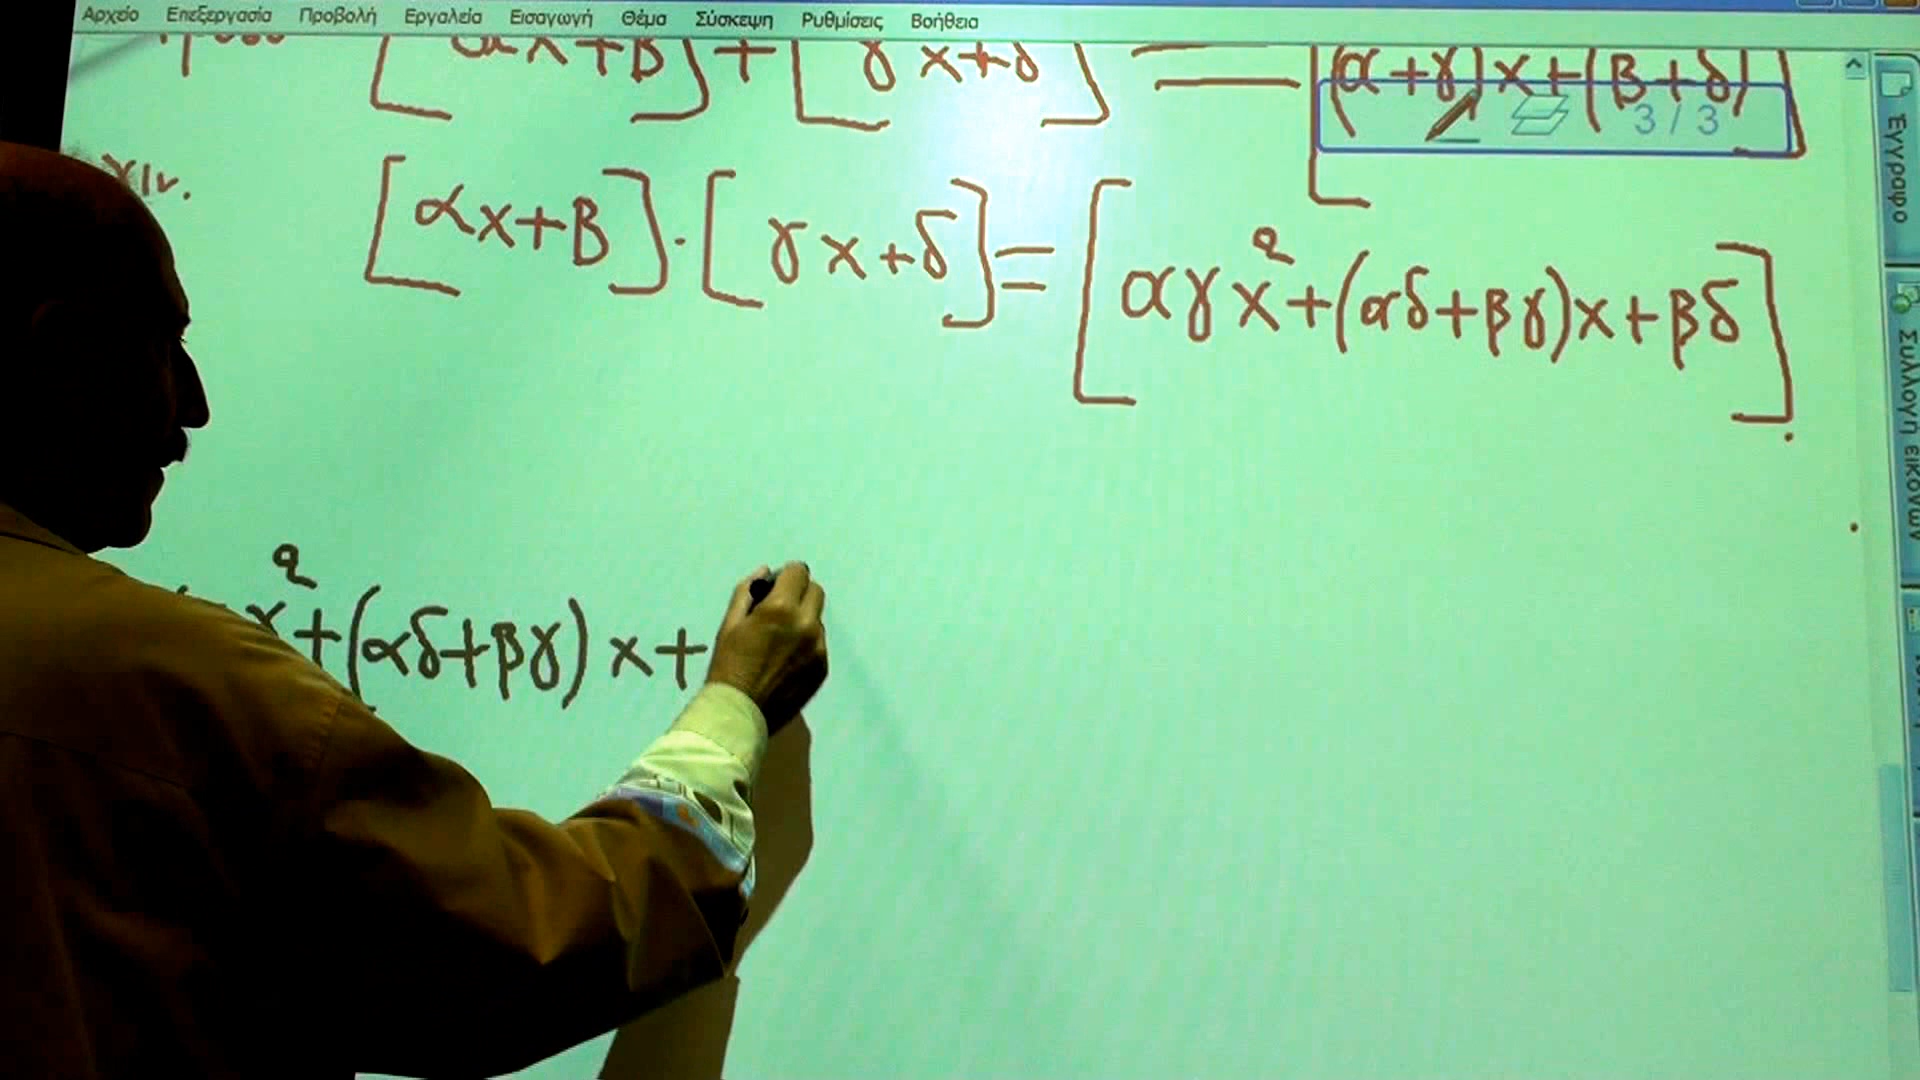 Αρχείο Επεξεργασία Προβολή Εργαλεία Εισαγωγή Θέμα Σύσκεψη Ρυθμίσεις Βοήθεια
[αx+β]+[γx+δ] = [(α+γ)x+(β+δ)]
3 / 3
[αx+β]·[γx+δ]=[αγx²+(αδ+βγ)x+βδ].
x²+(αδ+βγ)x+
Έγγραφο
Συλλογή εικόνων